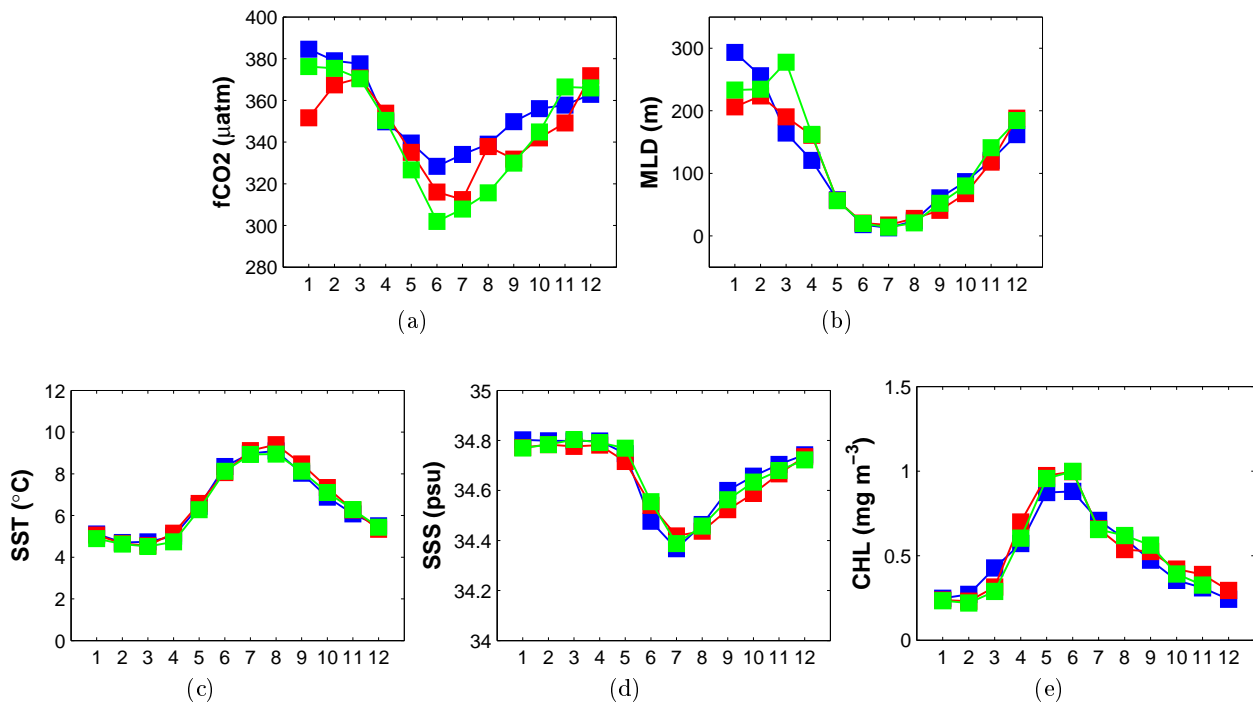 400
380
360
340
320
300
280
fCO2 (μatm)
1 2 3 4 5 6 7 8 9 10 11 12
(a)
300
200
100
0
MLD (m)
1 2 3 4 5 6 7 8 9 10 11 12
(b)
12
10
8
6
4
2
0
SST (°C)
1 2 3 4 5 6 7 8 9 10 11 12
(c)
35
34.8
34.6
34.4
34.2
34
SSS (psu)
1 2 3 4 5 6 7 8 9 10 11 12
(d)
1.5
1
0.5
0
CHL (mg m⁻³)
1 2 3 4 5 6 7 8 9 10 11 12
(e)